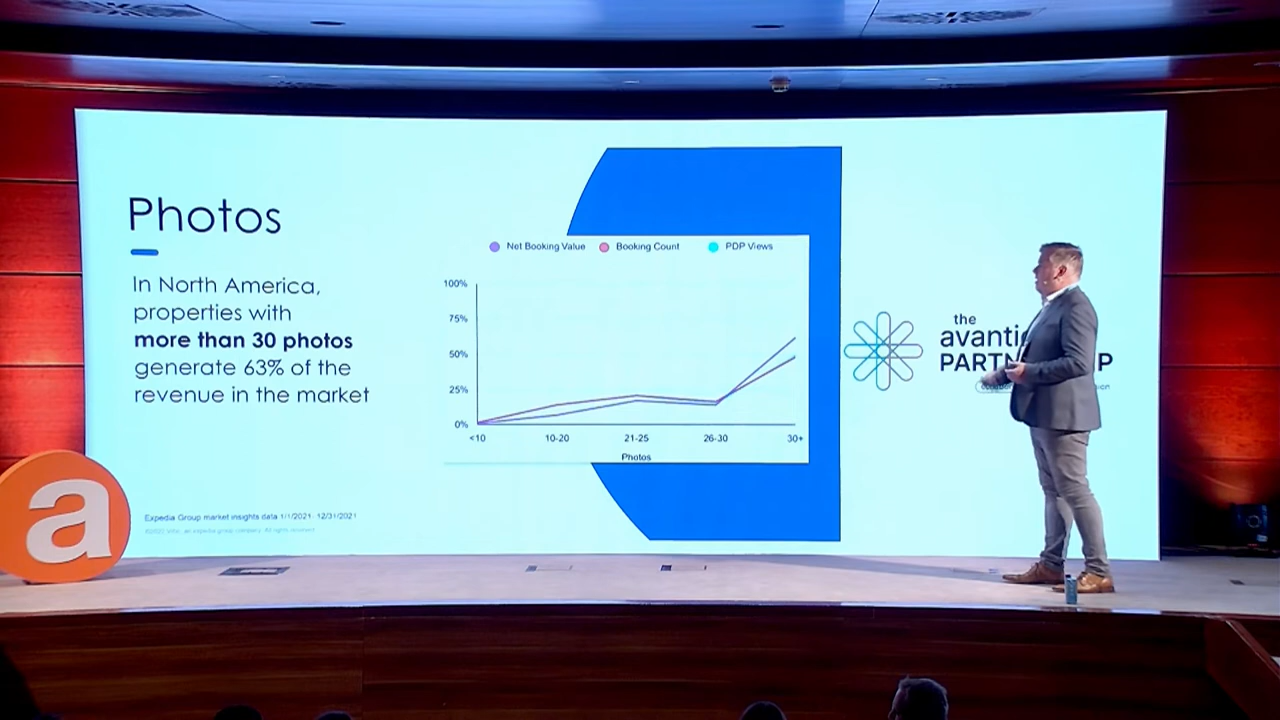 Photos
In North America,
properties with
more than 30 photos
generate 63% of the
revenue in the market
Expedia Group market insights data 1/1/2021- 12/31/2021
Net Booking Value
Booking Count
PDP Views
100%
75%
50%
25%
0%
<10
10-20
21-25
26-30
30+
Photos
the
a